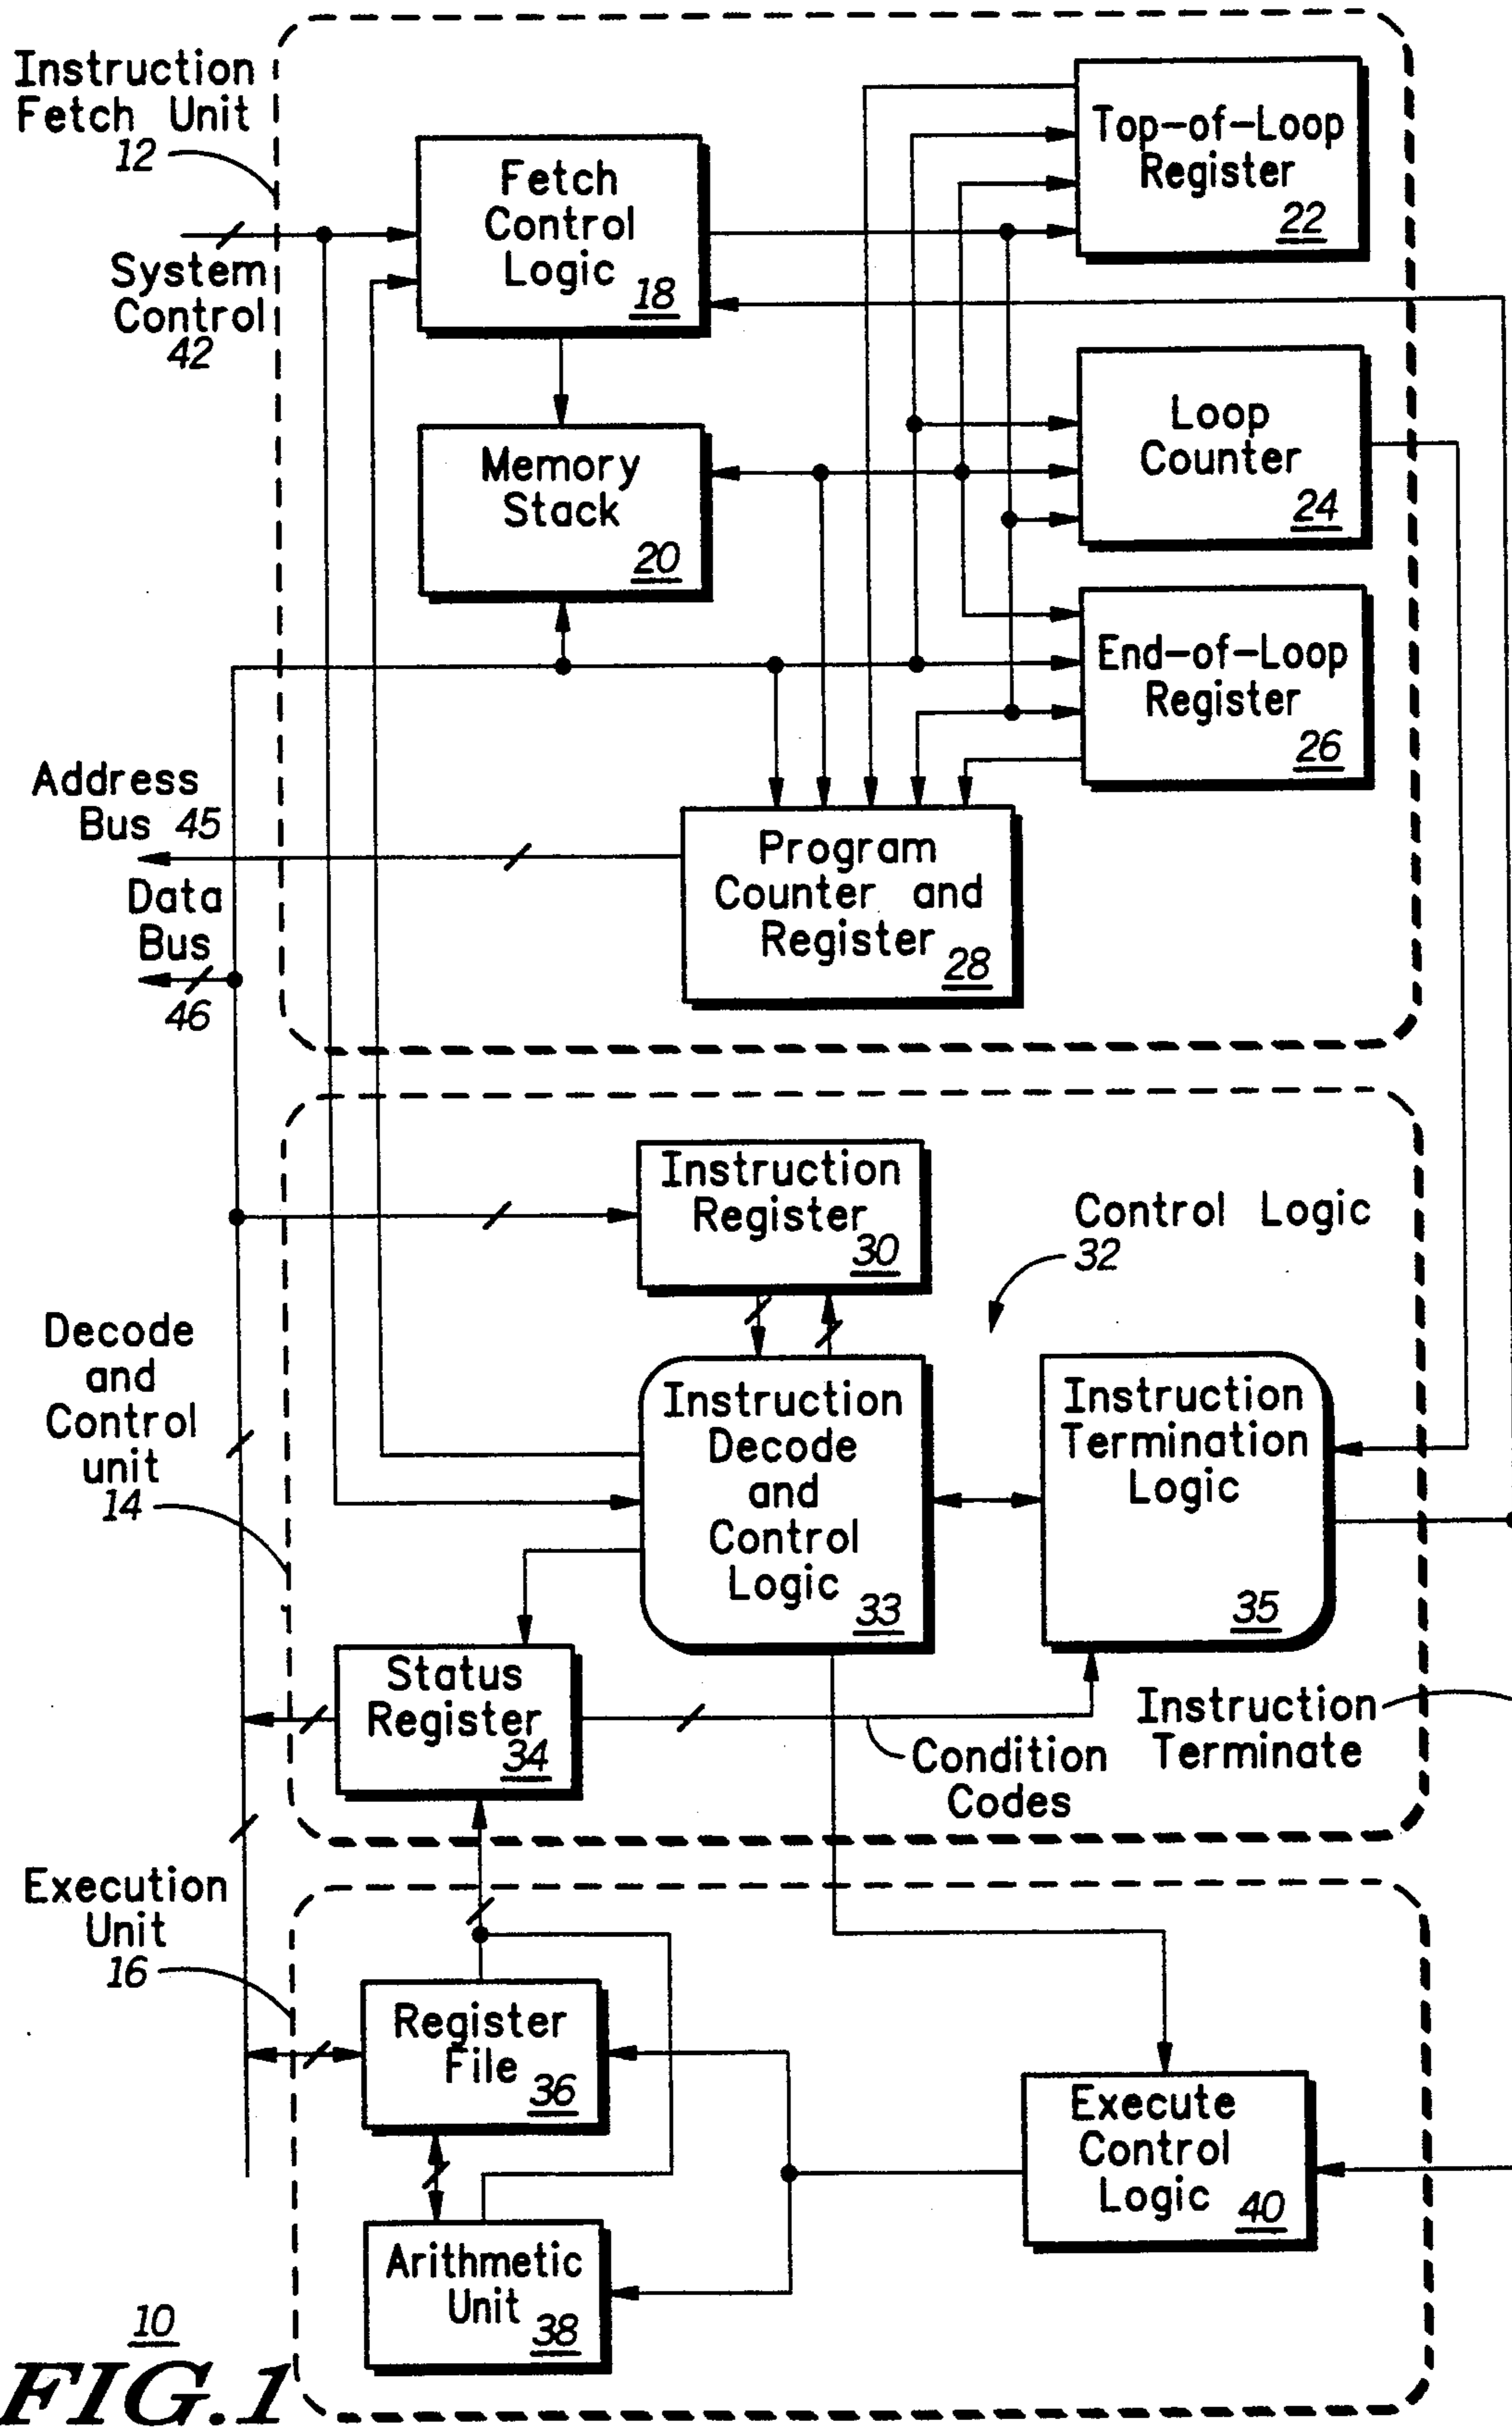 Instruction
Fetch Unit
12
System
Control
42
Fetch
Control
Logic
18
Memory
Stack
20
Top-of-Loop
Register
22
Loop
Counter
24
End-of-Loop
Register
26
Address
Bus 45
Data
Bus
46
Program
Counter and
Register
28
Instruction
Register
30
Control Logic
32
Decode
and
Control
unit
14
Instruction
Decode
and
Control
Logic
33
Instruction
Termination
Logic
35
Status
Register
34
Condition
Codes
Instruction
Terminate
Execution
Unit
16
Register
File
36
Execute
Control
Logic
40
Arithmetic
Unit
38
10
FIG.1